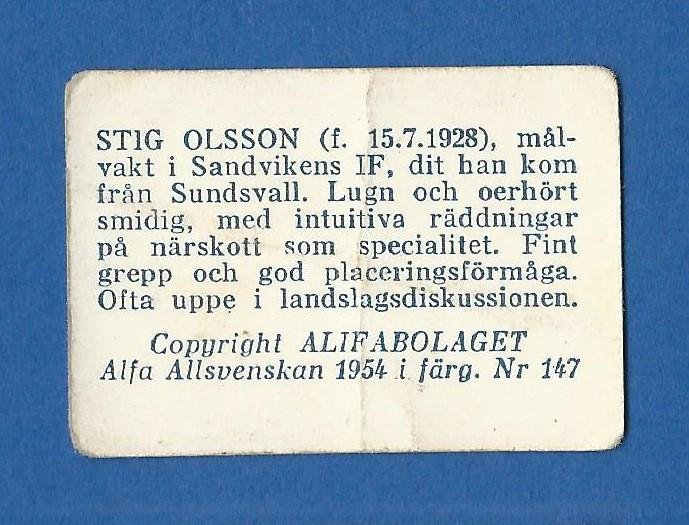 STIG OLSSON (f. 15.7.1928), mål-
vakt i Sandvikens IF, dit han kom
från Sundsvall. Lugn och oerhört
smidig, med intuitiva räddningar
på närskott som specialitet. Fint
grepp och god placeringsförmåga.
Ofta uppe i landslagsdiskussionen.
Copyright ALIFABOLAGET
Alfa Allsvenskan 1954 i färg. Nr 147